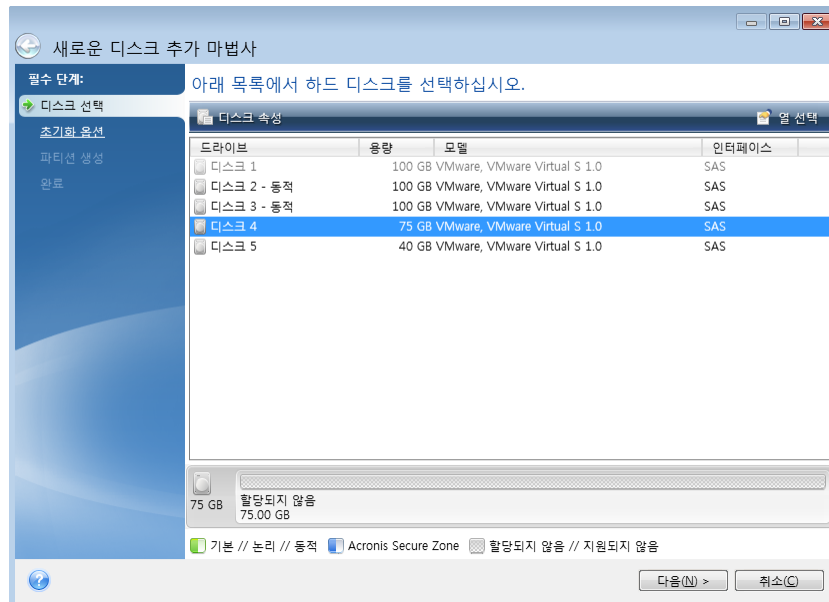 새로운 디스크 추가 마법사
필수 단계:
디스크 선택
초기화 옵션
파티션 생성
완료
아래 목록에서 하드 디스크를 선택하십시오.
디스크 속성 열 선택
드라이브 용량 모델 인터페이스
디스크 1 100 GB VMware, VMware Virtual S 1.0 SAS
디스크 2 - 동적 100 GB VMware, VMware Virtual S 1.0 SAS
디스크 3 - 동적 100 GB VMware, VMware Virtual S 1.0 SAS
디스크 4 75 GB VMware, VMware Virtual S 1.0 SAS
디스크 5 40 GB VMware, VMware Virtual S 1.0 SAS
75 GB 할당되지 않음
75.00 GB
기본 // 논리 // 동적 Acronis Secure Zone 할당되지 않음 // 지원되지 않음
다음(N) > 취소(C)